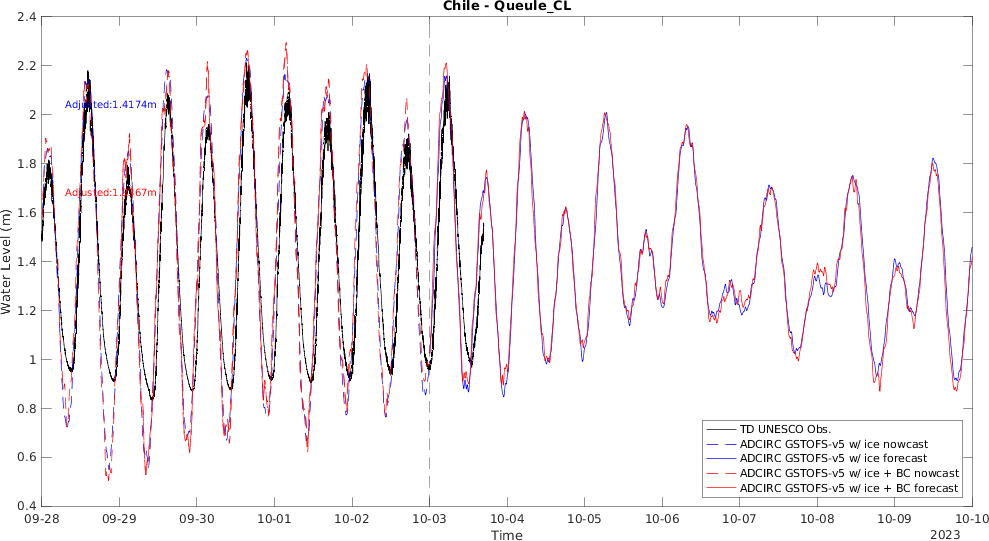 Chile - Queule_CL
2.4
2.2
2
1.8
1.6
1.4
1.2
1
0.8
0.6
0.4
Water Level (m)
Adjusted:1.4174m
TD UNESCO Obs.
ADCIRC GSTOFS-v5 w/ ice nowcast
ADCIRC GSTOFS-v5 w/ ice forecast
ADCIRC GSTOFS-v5 w/ ice + BC nowcast
ADCIRC GSTOFS-v5 w/ ice + BC forecast
09-28 09-29 09-30 10-01 10-02 10-03 10-04 10-05 10-06 10-07 10-08 10-09 10-10
Time
2023